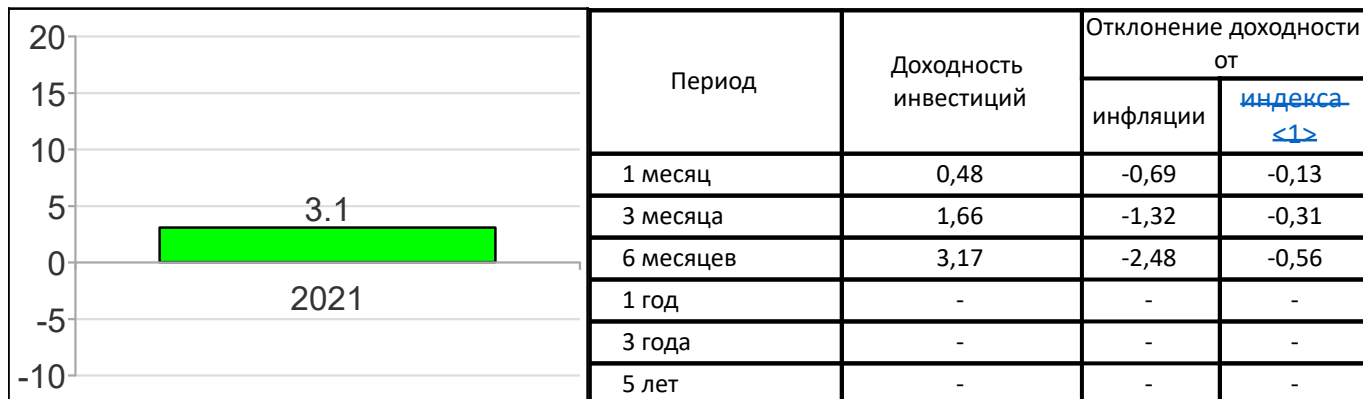 20
15
10
5
0
-5
-10
3.1
2021
Период
Доходность
инвестиций
Отклонение доходности
от
инфляции
индекса
<1>
1 месяц 0,48 -0,69 -0,13
3 месяца 1,66 -1,32 -0,31
6 месяцев 3,17 -2,48 -0,56
1 год - - -
3 года - - -
5 лет - - -